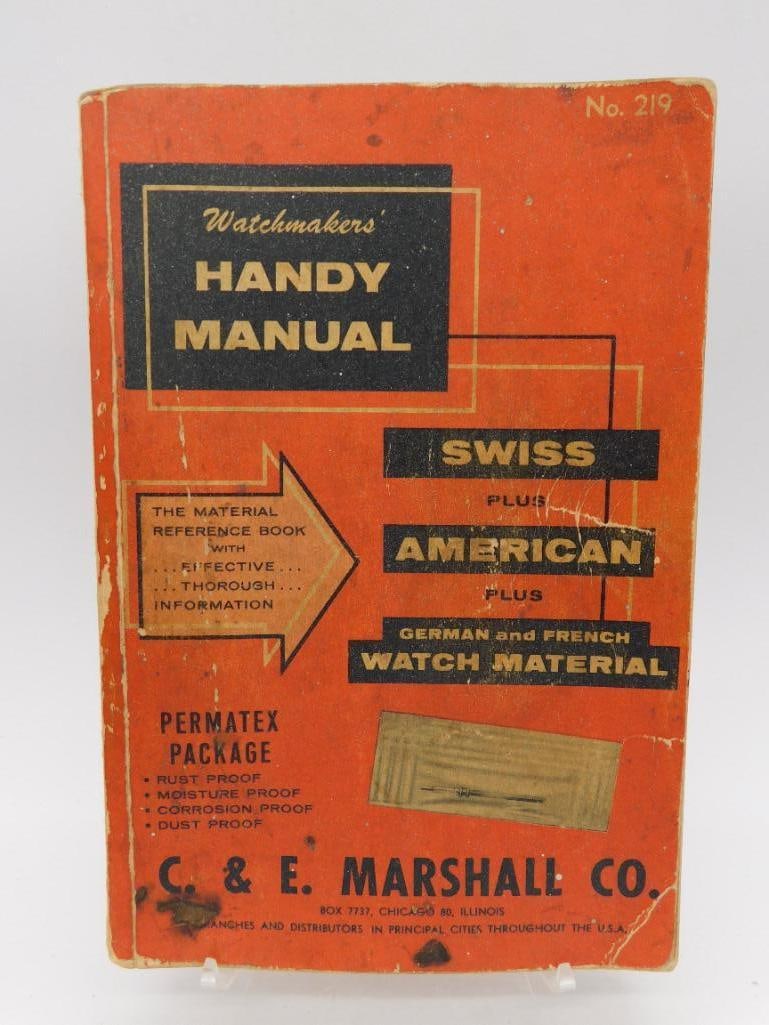 No. 219
Watchmakers'
HANDY
MANUAL
SWISS
PLUS
AMERICAN
PLUS
GERMAN and FRENCH
WATCH MATERIAL
THE MATERIAL
REFERENCE BOOK
WITH
...EFFECTIVE...
...THOROUGH...
INFORMATION
PERMATEX
PACKAGE
• RUST PROOF
• MOISTURE PROOF
• CORROSION PROOF
• DUST PROOF
C. & E. MARSHALL CO.
BOX 7737, CHICAGO 80, ILLINOIS
AND DISTRIBUTORS IN PRINCIPAL CITIES THROUGHOUT THE U.S.A.